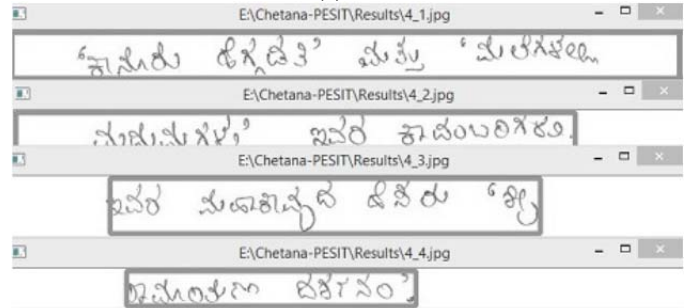 E:\Chetana-PESIT\Results\4_1.jpg
‘ಕಾನೂರು ಹೆಗ್ಗಡಿತಿ’ ಮತ್ತು ‘ಮಲೆಗಳಲ್ಲಿ
E:\Chetana-PESIT\Results\4_2.jpg
ಮದುಮಗಳು’ ಇವರ ಕಾದಂಬರಿಗಳು.
E:\Chetana-PESIT\Results\4_3.jpg
ಇವರ ಮಹಾಕಾವ್ಯದ ಹೆಸರು ‘ಶ್ರೀ
E:\Chetana-PESIT\Results\4_4.jpg
ರಾಮಾಯಣ ದರ್ಶನಂ’.